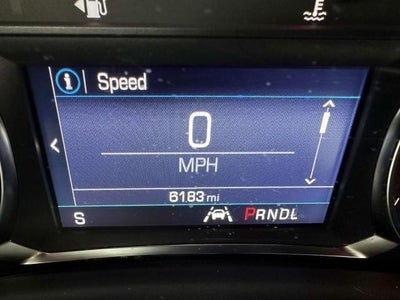 i Speed
0
MPH
6183 mi
S PRNDL